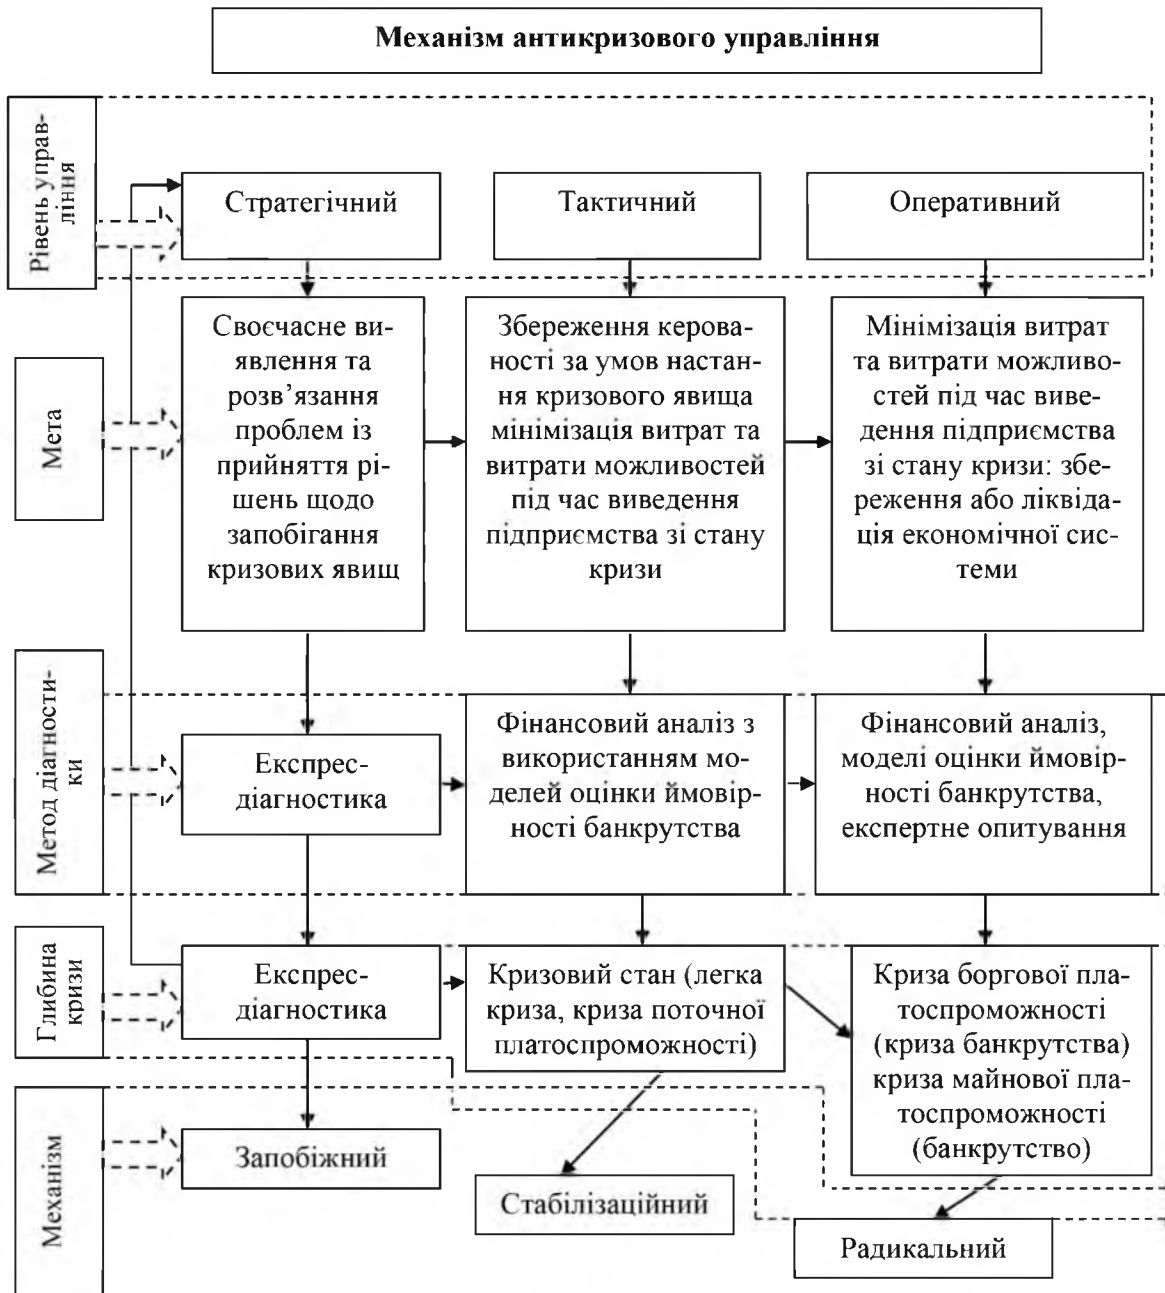 Механізм антикризового управління
Рівень управ-
ління
Стратегічний
Тактичний
Оперативний
Мета
Своєчасне ви-
явлення та
розв’язання
проблем із
прийняття рі-
шень щодо
запобігання
кризових явищ
Збереження керова-
ності за умов настан-
ня кризового явища
мінімізація витрат та
витрати можливостей
під час виведення
підприємства зі стану
кризи
Мінімізація витрат
та витрати можливо-
стей під час виве-
дення підприємства
зі стану кризи: збе-
реження або ліквіда-
ція економічної сис-
теми
Метод діагности-
ки
Експрес-
діагностика
Фінансовий аналіз з
використанням мо-
делей оцінки ймовір-
ності банкрутства
Фінансовий аналіз,
моделі оцінки ймовір-
ності банкрутства,
експертне опитування
Глибина
кризи
Експрес-
діагностика
Кризовий стан (легка
криза, криза поточної
платоспроможності)
Криза боргової пла-
тоспроможності
(криза банкрутства)
криза майнової пла-
тоспроможності
(банкрутство)
Механізм
Запобіжний
Стабілізаційний
Радикальний